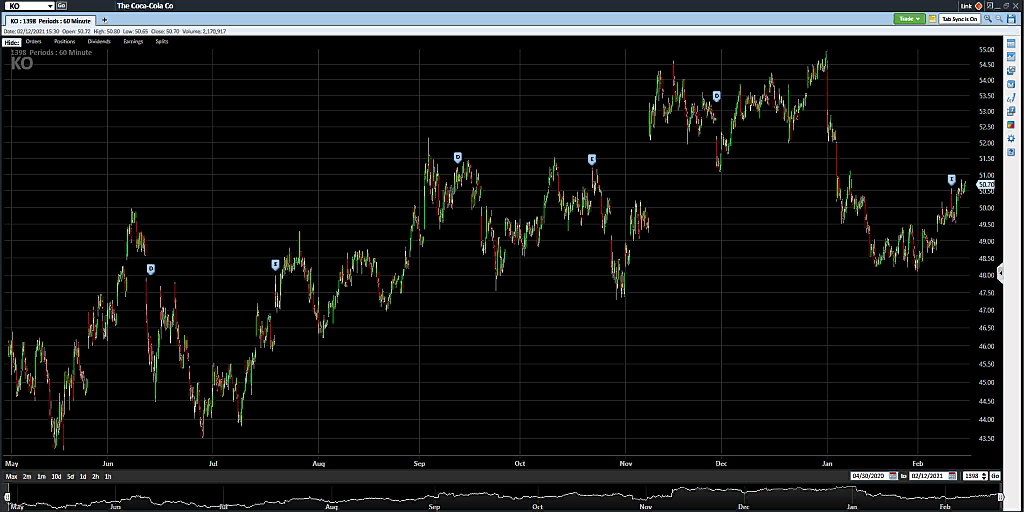 KO Go The Coca-Cola Co Link
KO : 1398 Periods : 60 Minute + Trade Tab Sync is On
Date: 02/12/2021 15:30 Open: 50.72 High: 50.80 Low: 50.65 Close: 50.70 Volume: 2,170,917
Hide: Orders Positions Dividends Earnings Splits
1398 Periods : 60 Minute
KO
55.00
54.50
54.00
53.50
53.00
52.50
52.00
51.50
51.00
50.70
50.50
50.00
49.50
49.00
48.50
48.00
47.50
47.00
46.50
46.00
45.50
45.00
44.50
44.00
43.50
D
E
D
E
D
E
May Jun Jul Aug Sep Oct Nov Dec Jan Feb
Max 2m 1m 10d 5d 1d 2h 1h 04/30/2020 to 02/12/2021 1398 Go
May Jun Jul Aug Sep Oct Nov Dec Jan Feb